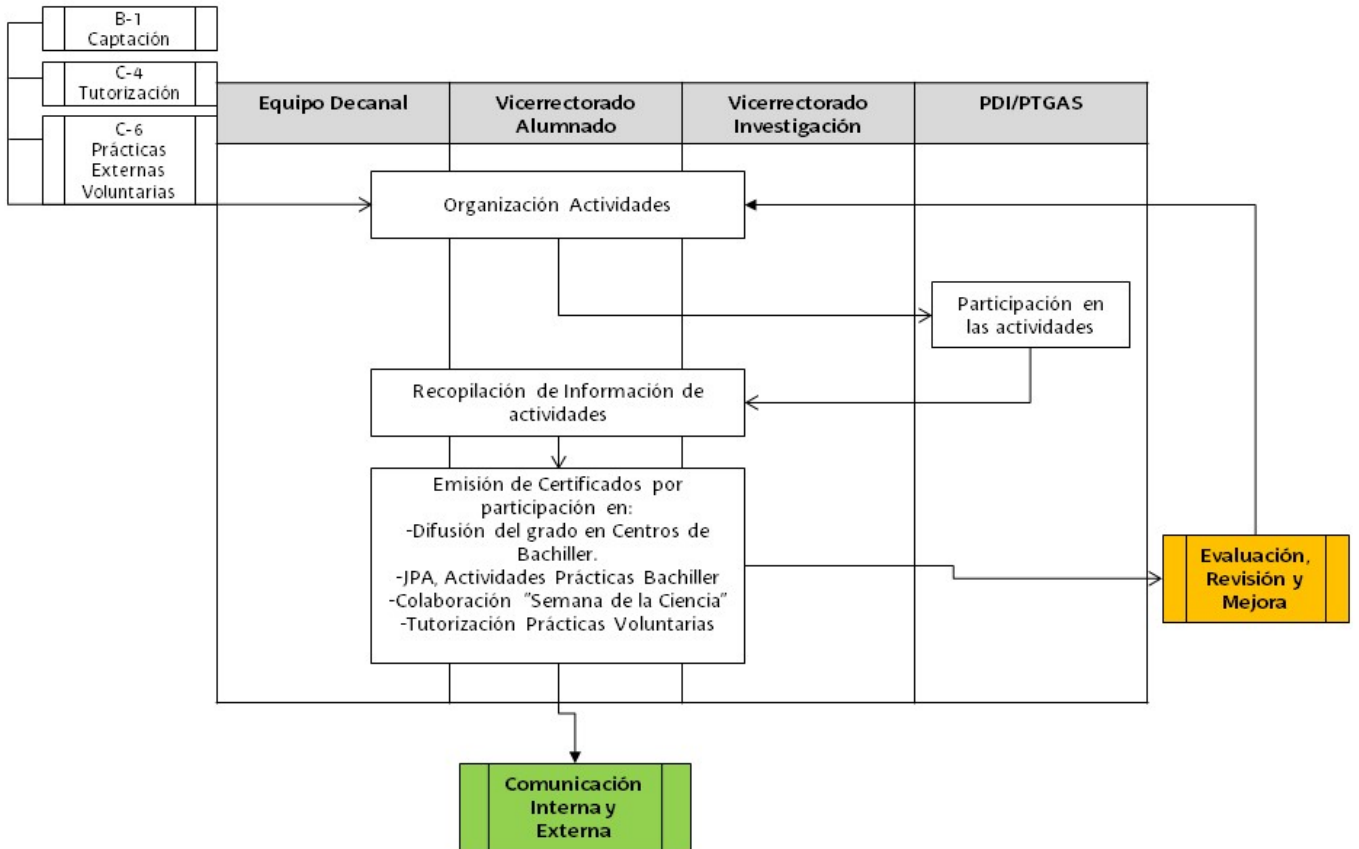 B-1
Captación
C-4
Tutorización
C-6
Prácticas
Externas
Voluntarias
Equipo Decanal
Vicerrectorado
Alumnado
Vicerrectorado
Investigación
PDI/PTGAS
Organización Actividades
Participación en
las actividades
Recopilación de Información de
actividades
Emisión de Certificados por
participación en:
-Difusión del grado en Centros de
Bachiller.
-JPA, Actividades Prácticas Bachiller
-Colaboración "Semana de la Ciencia"
-Tutorización Prácticas Voluntarias
Evaluación,
Revisión y
Mejora
Comunicación
Interna y
Externa